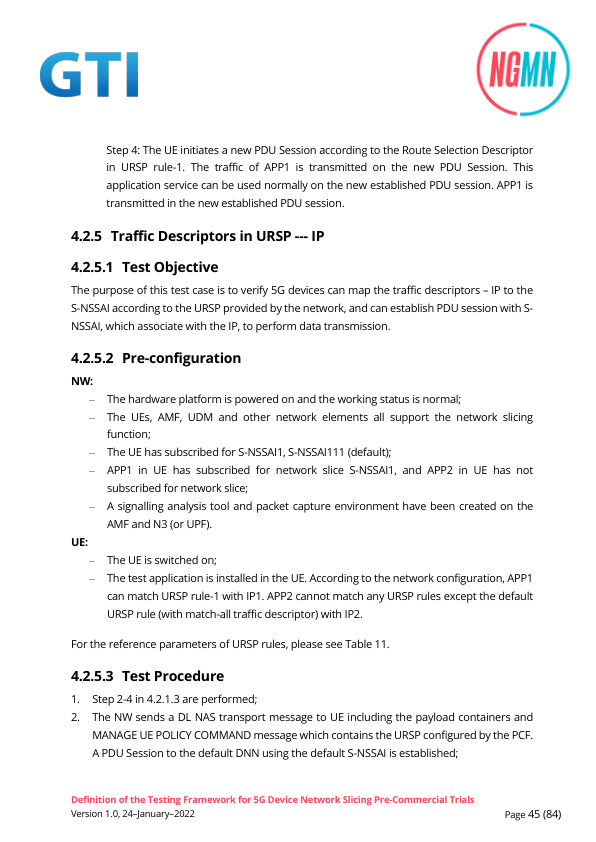 GTI
NGMN
Step 4: The UE initiates a new PDU Session according to the Route Selection Descriptor
in URSP rule-1. The traffic of APP1 is transmitted on the new PDU Session. This
application service can be used normally on the new established PDU session. APP1 is
transmitted in the new established PDU session.
4.2.5 Traffic Descriptors in URSP --- IP
4.2.5.1 Test Objective
The purpose of this test case is to verify 5G devices can map the traffic descriptors – IP to the
S-NSSAI according to the URSP provided by the network, and can establish PDU session with S-
NSSAI, which associate with the IP, to perform data transmission.
4.2.5.2 Pre-configuration
NW:
– The hardware platform is powered on and the working status is normal;
– The UEs, AMF, UDM and other network elements all support the network slicing
function;
– The UE has subscribed for S-NSSAI1, S-NSSAI111 (default);
– APP1 in UE has subscribed for network slice S-NSSAI1, and APP2 in UE has not
subscribed for network slice;
– A signalling analysis tool and packet capture environment have been created on the
AMF and N3 (or UPF).
UE:
– The UE is switched on;
– The test application is installed in the UE. According to the network configuration, APP1
can match URSP rule-1 with IP1. APP2 cannot match any URSP rules except the default
URSP rule (with match-all traffic descriptor) with IP2.
For the reference parameters of URSP rules, please see Table 11.
4.2.5.3 Test Procedure
1. Step 2-4 in 4.2.1.3 are performed;
2. The NW sends a DL NAS transport message to UE including the payload containers and
MANAGE UE POLICY COMMAND message which contains the URSP configured by the PCF.
A PDU Session to the default DNN using the default S-NSSAI is established;
Definition of the Testing Framework for 5G Device Network Slicing Pre-Commercial Trials
Version 1.0, 24–January–2022
Page 45 (84)